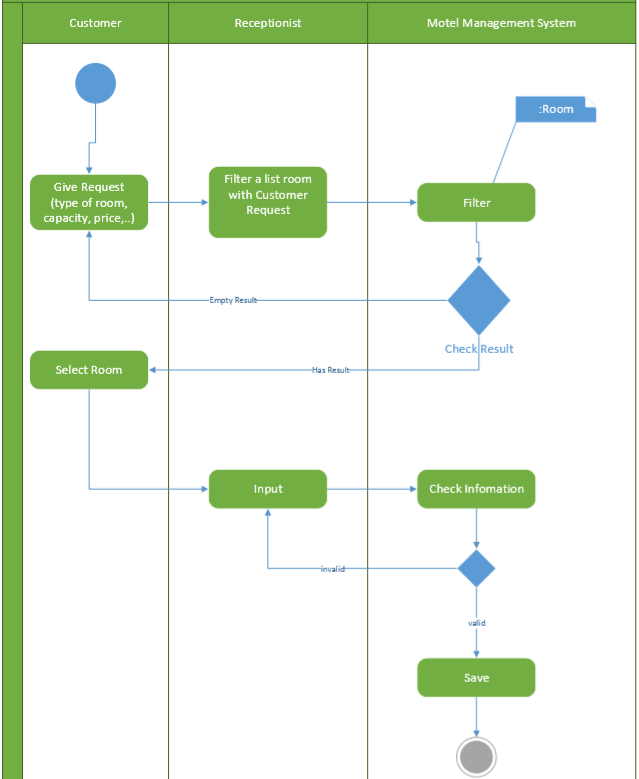 Customer
Receptionist
Motel Management System
:Room
Give Request
(type of room,
capacity, price,..)
Filter a list room
with Customer
Request
Filter
Empty Result
Check Result
Select Room
Has Result
Input
Check Infomation
invalid
valid
Save